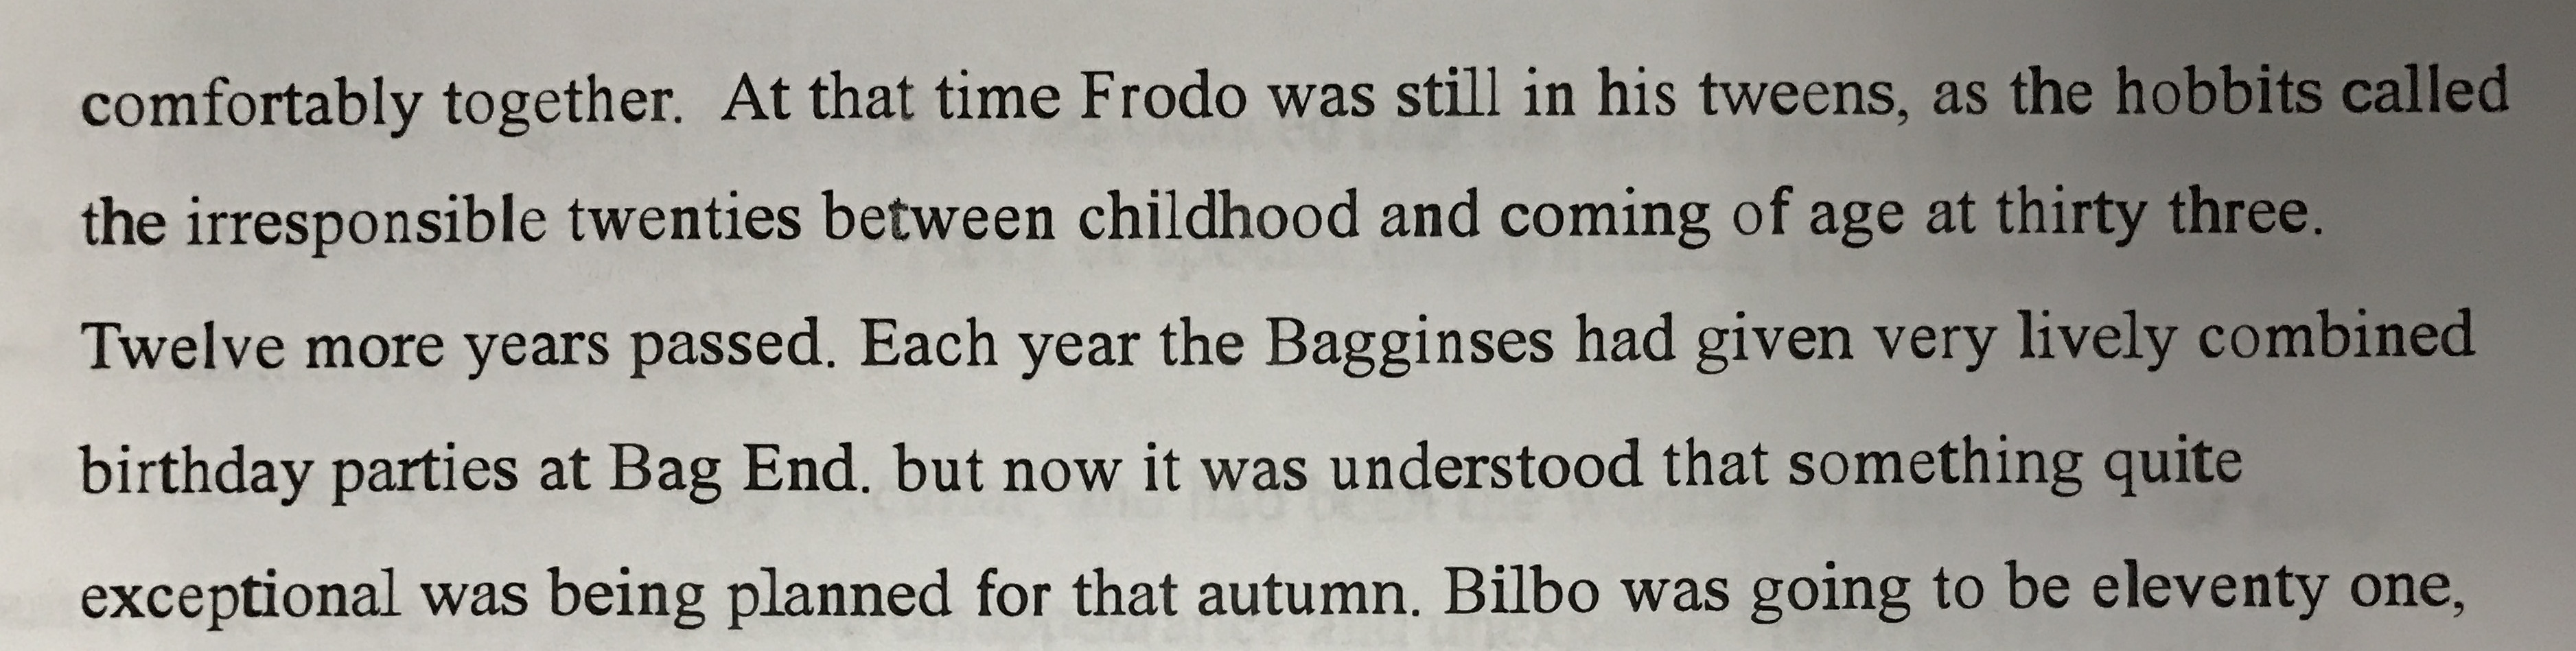 comfortably together.  At that time Frodo was still in his tweens, as the hobbits called
the irresponsible twenties between childhood and coming of age at thirty three.
Twelve more years passed. Each year the Bagginses had given very lively combined
birthday parties at Bag End. but now it was understood that something quite
exceptional was being planned for that autumn. Bilbo was going to be eleventy one,